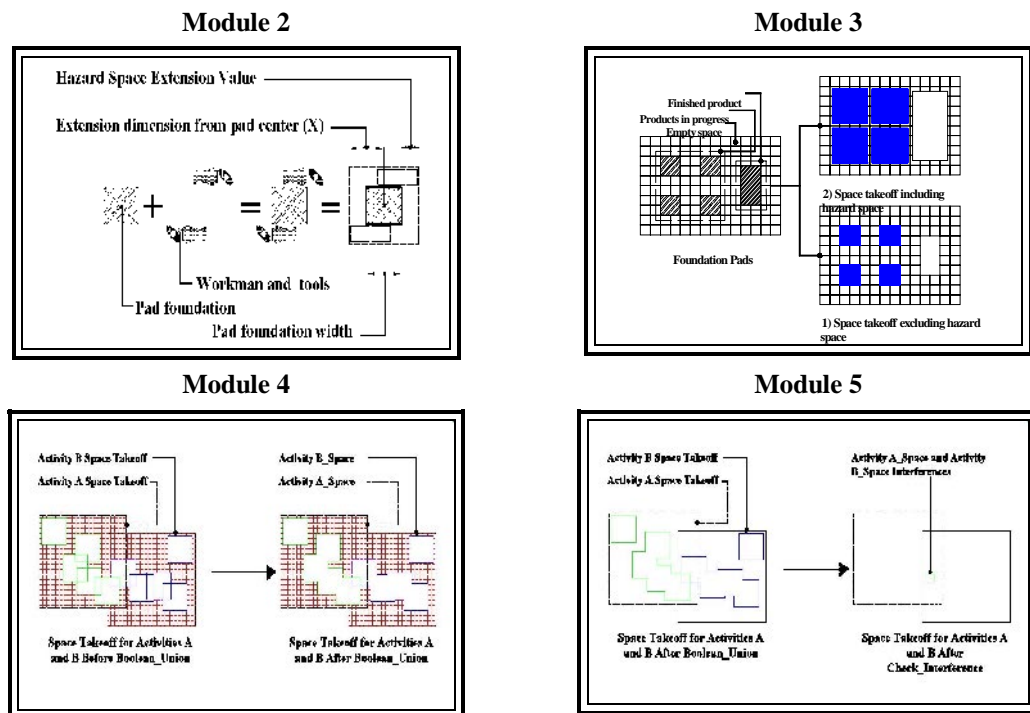 Module 2
Hazard Space Extension Value
Extension dimension from pad center (X)
+
=
=
Workman and tools
Pad foundation
Pad foundation width
Module 3
Finished product
Products in progress
Empty space
Foundation Pads
2) Space takeoff including
hazard space
1) Space takeoff excluding hazard
space
Module 4
Activity B Space Takeoff
Activity A Space Takeoff
Activity B_Space
Activity A_Space
Space Takeoff for Activities A
and B Before Boolean_Union
Space Takeoff for Activities A
and B After Boolean_Union
Module 5
Activity B Space Takeoff
Activity A Space Takeoff
Activity A_Space and Activity
B_Space Interferences
Space Takeoff for Activities A
and B After Boolean_Union
Space Takeoff for Activities A
and B After
Check_Interference